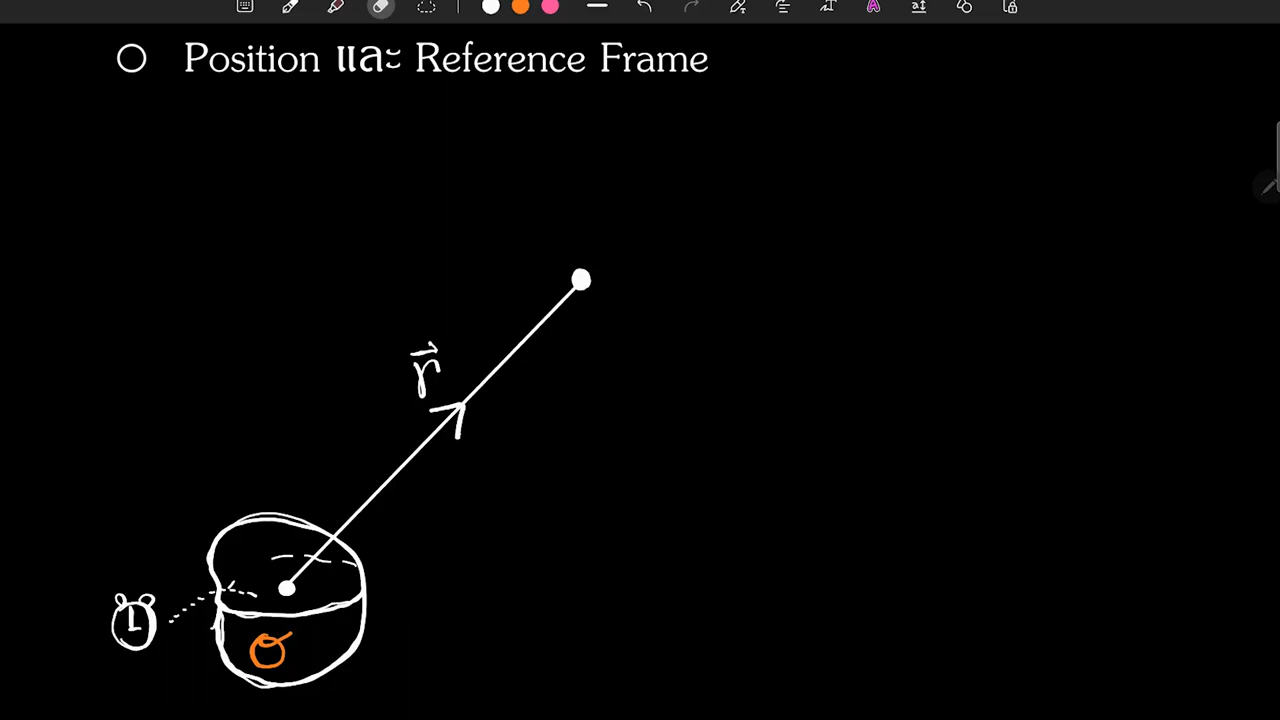 Position และ Reference Frame
r⃗
σ